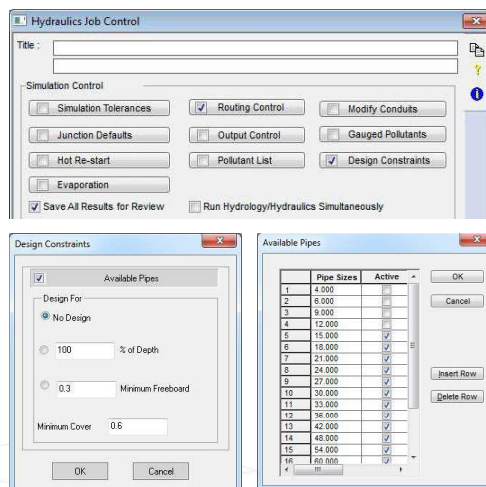 Hydraulics Job Control
Title :
Simulation Control
Simulation Tolerances
Routing Control
Modify Conduits
Junction Defaults
Output Control
Gauged Pollutants
Hot Re-start
Pollutant List
Design Constraints
Evaporation
Save All Results for Review
Run Hydrology/Hydraulics Simultaneously
Design Constraints
Available Pipes
Design For
No Design
100 % of Depth
0.3 Minimum Freeboard
Minimum Cover 0.6
OK Cancel
Available Pipes
Pipe Sizes Active
1 4.000
2 6.000
3 9.000
4 12.000
5 15.000
6 18.000
7 21.000
8 24.000
9 27.000
10 30.000
11 33.000
12 36.000
13 42.000
14 48.000
15 54.000
16 60.000
OK
Cancel
Insert Row
Delete Row